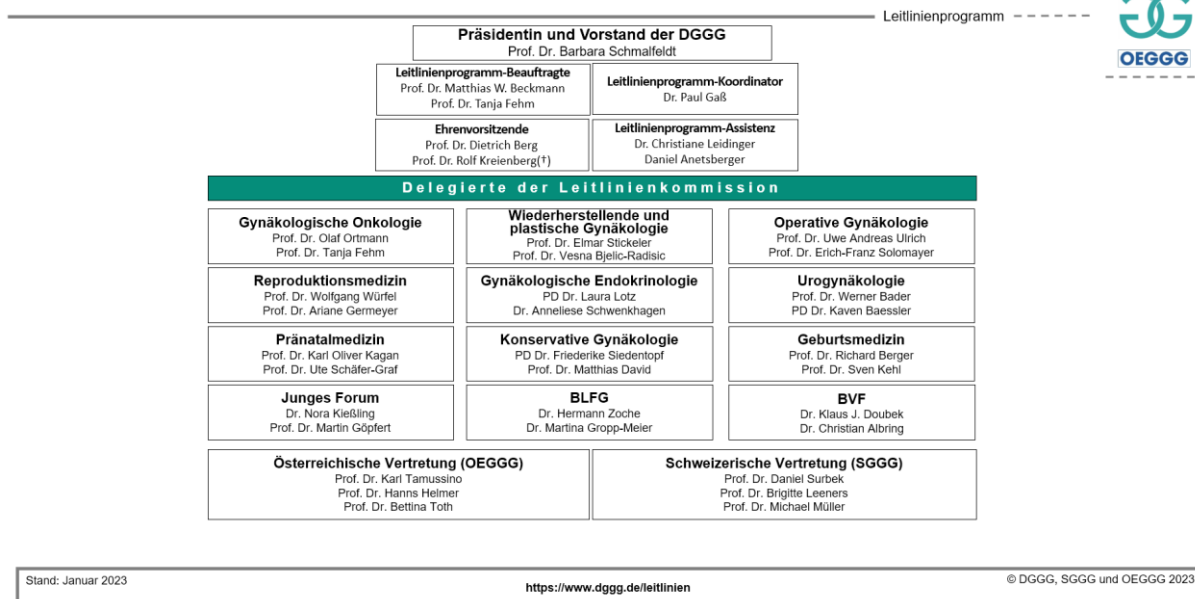 Leitlinienprogramm
OEGGG
Präsidentin und Vorstand der DGGG
Prof. Dr. Barbara Schmalfeldt
Leitlinienprogramm-Beauftragte
Prof. Dr. Matthias W. Beckmann
Prof. Dr. Tanja Fehm
Leitlinienprogramm-Koordinator
Dr. Paul Gaß
Ehrenvorsitzende
Prof. Dr. Dietrich Berg
Prof. Dr. Rolf Kreienberg(†)
Leitlinienprogramm-Assistenz
Dr. Christiane Leidinger
Daniel Anetsberger
Delegierte der Leitlinienkommission
Gynäkologische Onkologie
Prof. Dr. Olaf Ortmann
Prof. Dr. Tanja Fehm
Wiederherstellende und
plastische Gynäkologie
Prof. Dr. Elmar Stickeler
Prof. Dr. Vesna Bjelic-Radisic
Operative Gynäkologie
Prof. Dr. Uwe Andreas Ulrich
Prof. Dr. Erich-Franz Solomayer
Reproduktionsmedizin
Prof. Dr. Wolfgang Würfel
Prof. Dr. Ariane Germeyer
Gynäkologische Endokrinologie
PD Dr. Laura Lotz
Dr. Anneliese Schwenkhagen
Urogynäkologie
Prof. Dr. Werner Bader
PD Dr. Kaven Baessler
Pränatalmedizin
Prof. Dr. Karl Oliver Kagan
Prof. Dr. Ute Schäfer-Graf
Konservative Gynäkologie
PD Dr. Friederike Siedentopf
Prof. Dr. Matthias David
Geburtsmedizin
Prof. Dr. Richard Berger
Prof. Dr. Sven Kehl
Junges Forum
Dr. Nora Kießling
Prof. Dr. Martin Göpfert
BLFG
Dr. Hermann Zoche
Dr. Martina Gropp-Meier
BVF
Dr. Klaus J. Doubek
Dr. Christian Albring
Österreichische Vertretung (OEGGG)
Prof. Dr. Karl Tamussino
Prof. Dr. Hanns Helmer
Prof. Dr. Bettina Toth
Schweizerische Vertretung (SGGG)
Prof. Dr. Daniel Surbek
Prof. Dr. Brigitte Leeners
Prof. Dr. Michael Müller
Stand: Januar 2023
https://www.dggg.de/leitlinien
© DGGG, SGGG und OEGGG 2023